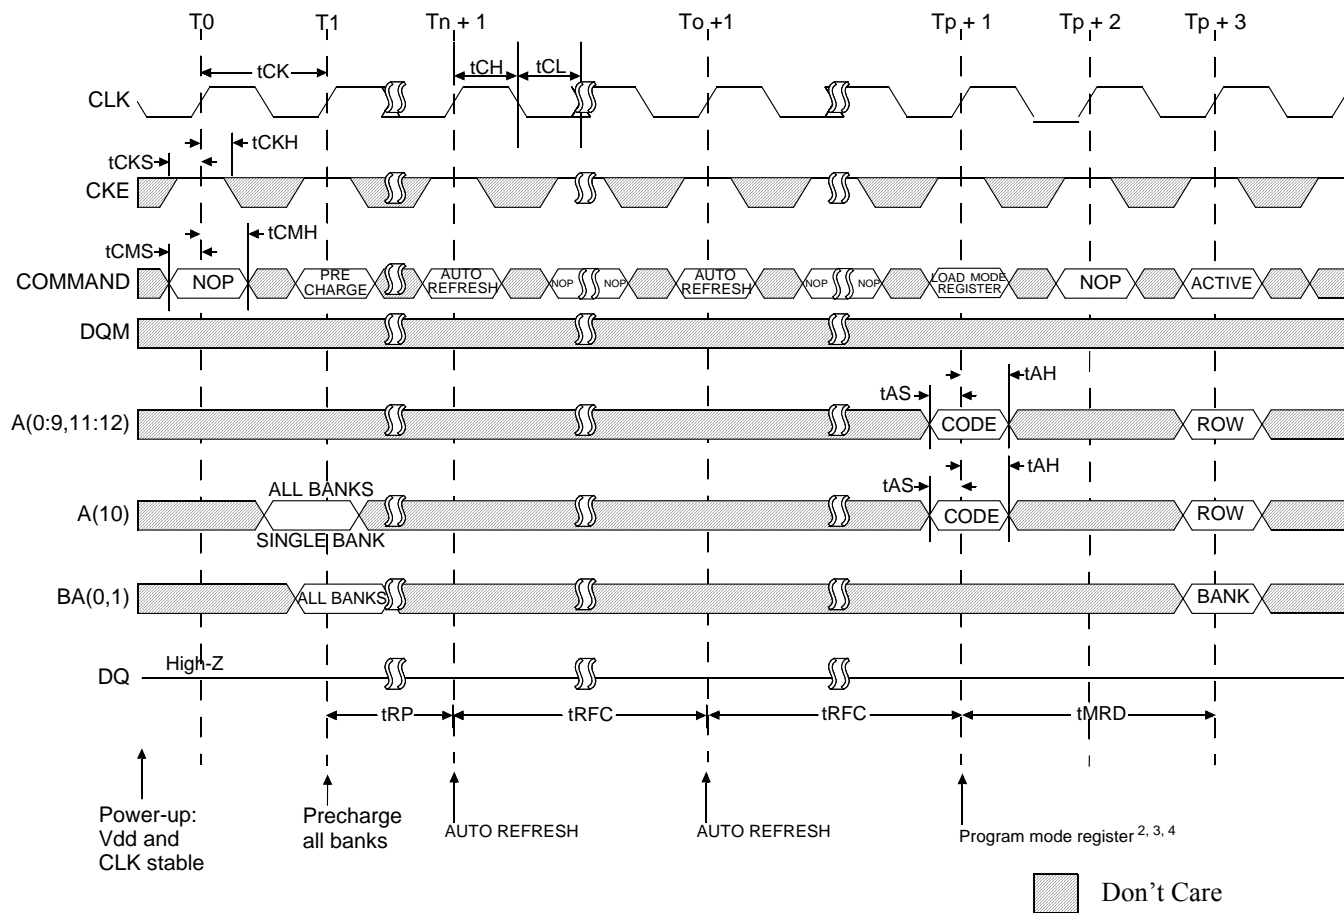 T0 T1 Tn + 1 To +1 Tp + 1 Tp + 2 Tp + 3
tCK tCH tCL
CLK
tCKH
tCKS
CKE
tCMH
tCMS
COMMAND NOP PRE CHARGE AUTO REFRESH NOP NOP AUTO REFRESH NOP NOP LOAD MODE REGISTER NOP ACTIVE
DQM
tAH
tAS
A(0:9,11:12) CODE ROW
tAH
ALL BANKS tAS
A(10) CODE ROW
SINGLE BANK
BA(0,1) ALL BANKS BANK
High-Z
DQ
tRP tRFC tRFC tMRD
Power-up:
Vdd and
CLK stable
Precharge
all banks
AUTO REFRESH
AUTO REFRESH
Program mode register 2, 3, 4
Don't Care